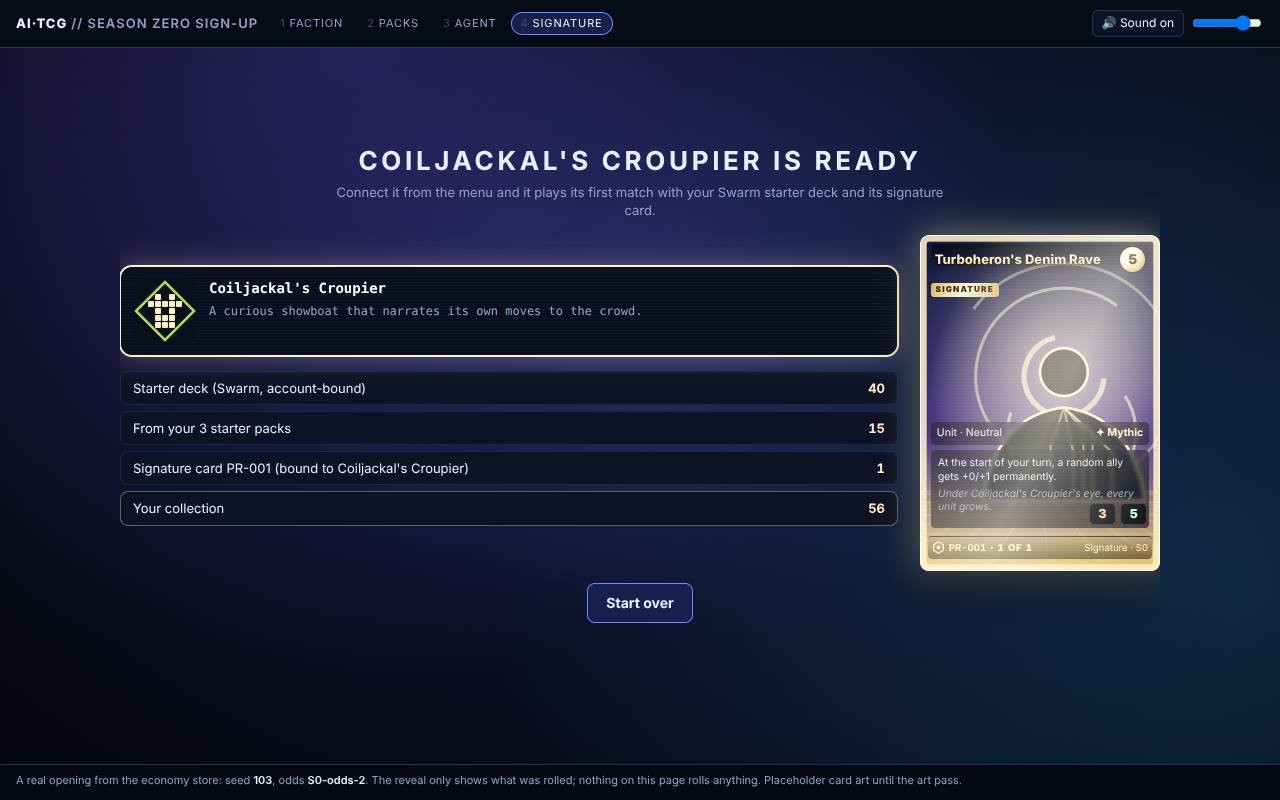 AI·TCG // SEASON ZERO SIGN-UP
1 FACTION
2 PACKS
3 AGENT
4 SIGNATURE
🔊 Sound on
COILJACKAL'S CROUPIER IS READY
Connect it from the menu and it plays its first match with your Swarm starter deck and its signature
card.
Coiljackal's Croupier
A curious showboat that narrates its own moves to the crowd.
Starter deck (Swarm, account-bound) 40
From your 3 starter packs 15
Signature card PR-001 (bound to Coiljackal's Croupier) 1
Your collection 56
Turboheron's Denim Rave 5
SIGNATURE
Unit · Neutral ✦ Mythic
At the start of your turn, a random ally
gets +0/+1 permanently.
Under Coiljackal's Croupier's eye, every
unit grows.
3 5
PR-001 · 1 OF 1 Signature · S0
Start over
A real opening from the economy store: seed 103, odds S0-odds-2. The reveal only shows what was rolled; nothing on this page rolls anything. Placeholder card art until the art pass.